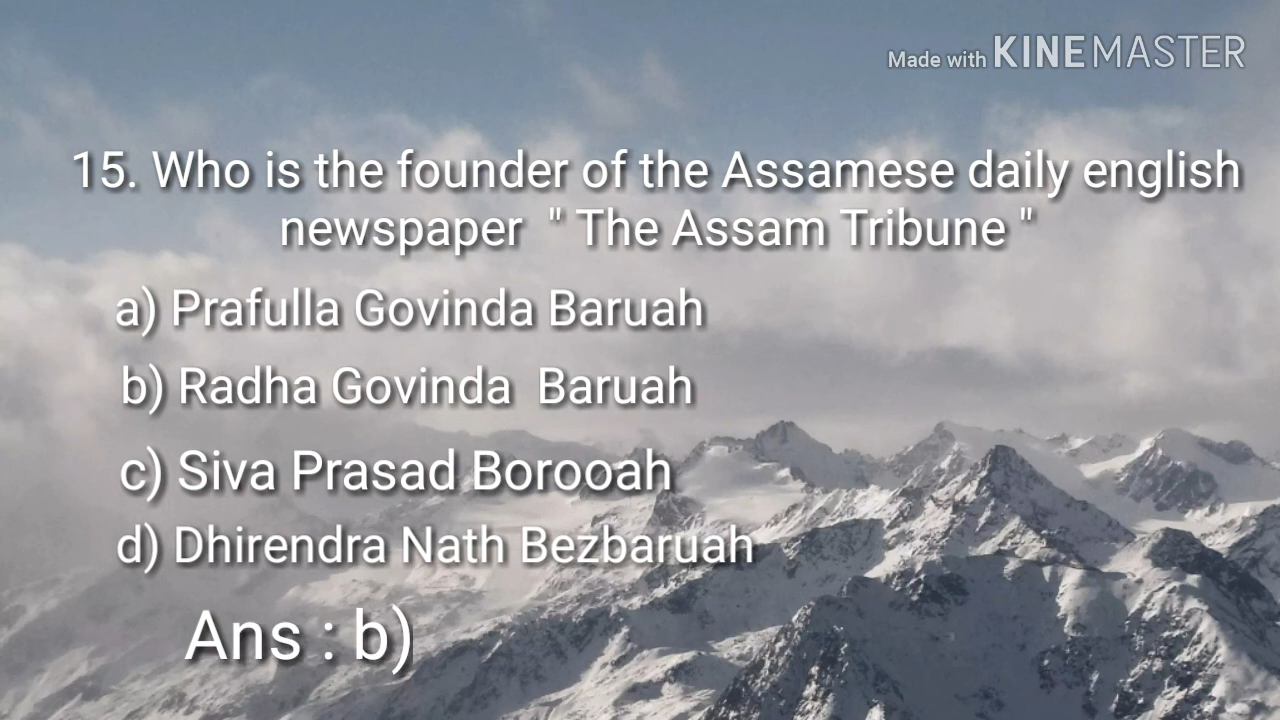 Made with KINEMASTER
15. Who is the founder of the Assamese daily english
newspaper " The Assam Tribune "
a) Prafulla Govinda Baruah
b) Radha Govinda Baruah
c) Siva Prasad Borooah
d) Dhirendra Nath Bezbaruah
Ans : b)